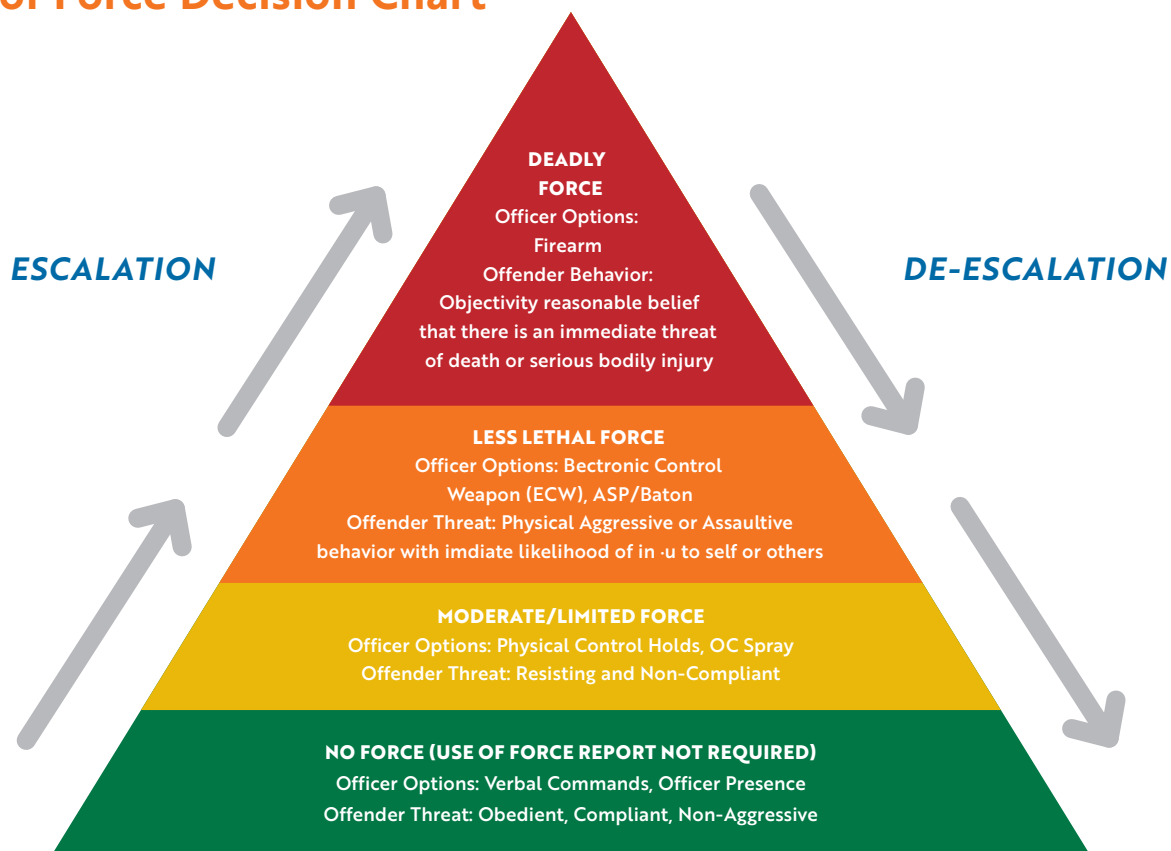 of Force Decision Chart
DEADLY
FORCE
Officer Options:
Firearm
Offender Behavior:
Objectivity reasonable belief
that there is an immediate threat
of death or serious bodily injury
ESCALATION
DE-ESCALATION
LESS LETHAL FORCE
Officer Options: Bectronic Control
Weapon (ECW), ASP/Baton
Offender Threat: Physical Aggressive or Assaultive
behavior with imdiate likelihood of in ·u to self or others
MODERATE/LIMITED FORCE
Officer Options: Physical Control Holds, OC Spray
Offender Threat: Resisting and Non-Compliant
NO FORCE (USE OF FORCE REPORT NOT REQUIRED)
Officer Options: Verbal Commands, Officer Presence
Offender Threat: Obedient, Compliant, Non-Aggressive